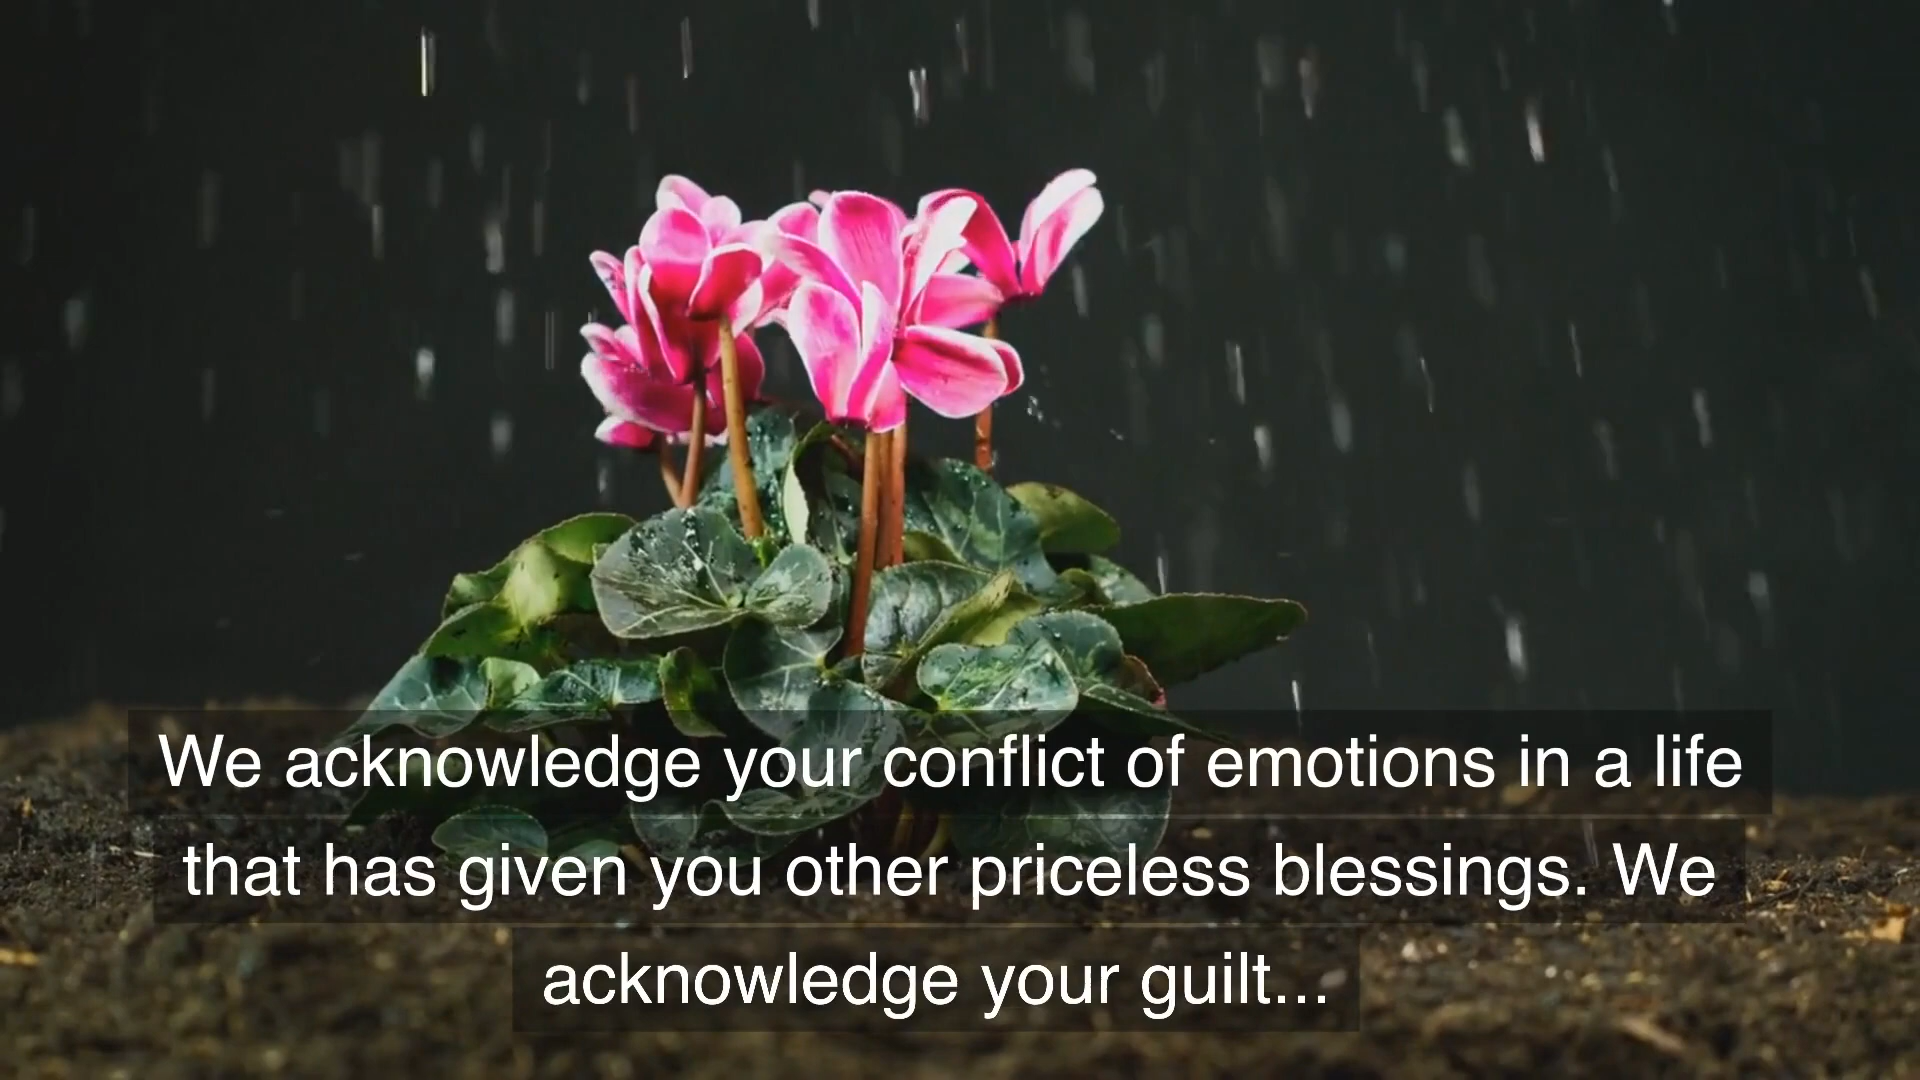 We acknowledge your conflict of emotions in a life
that has given you other priceless blessings. We
acknowledge your guilt...